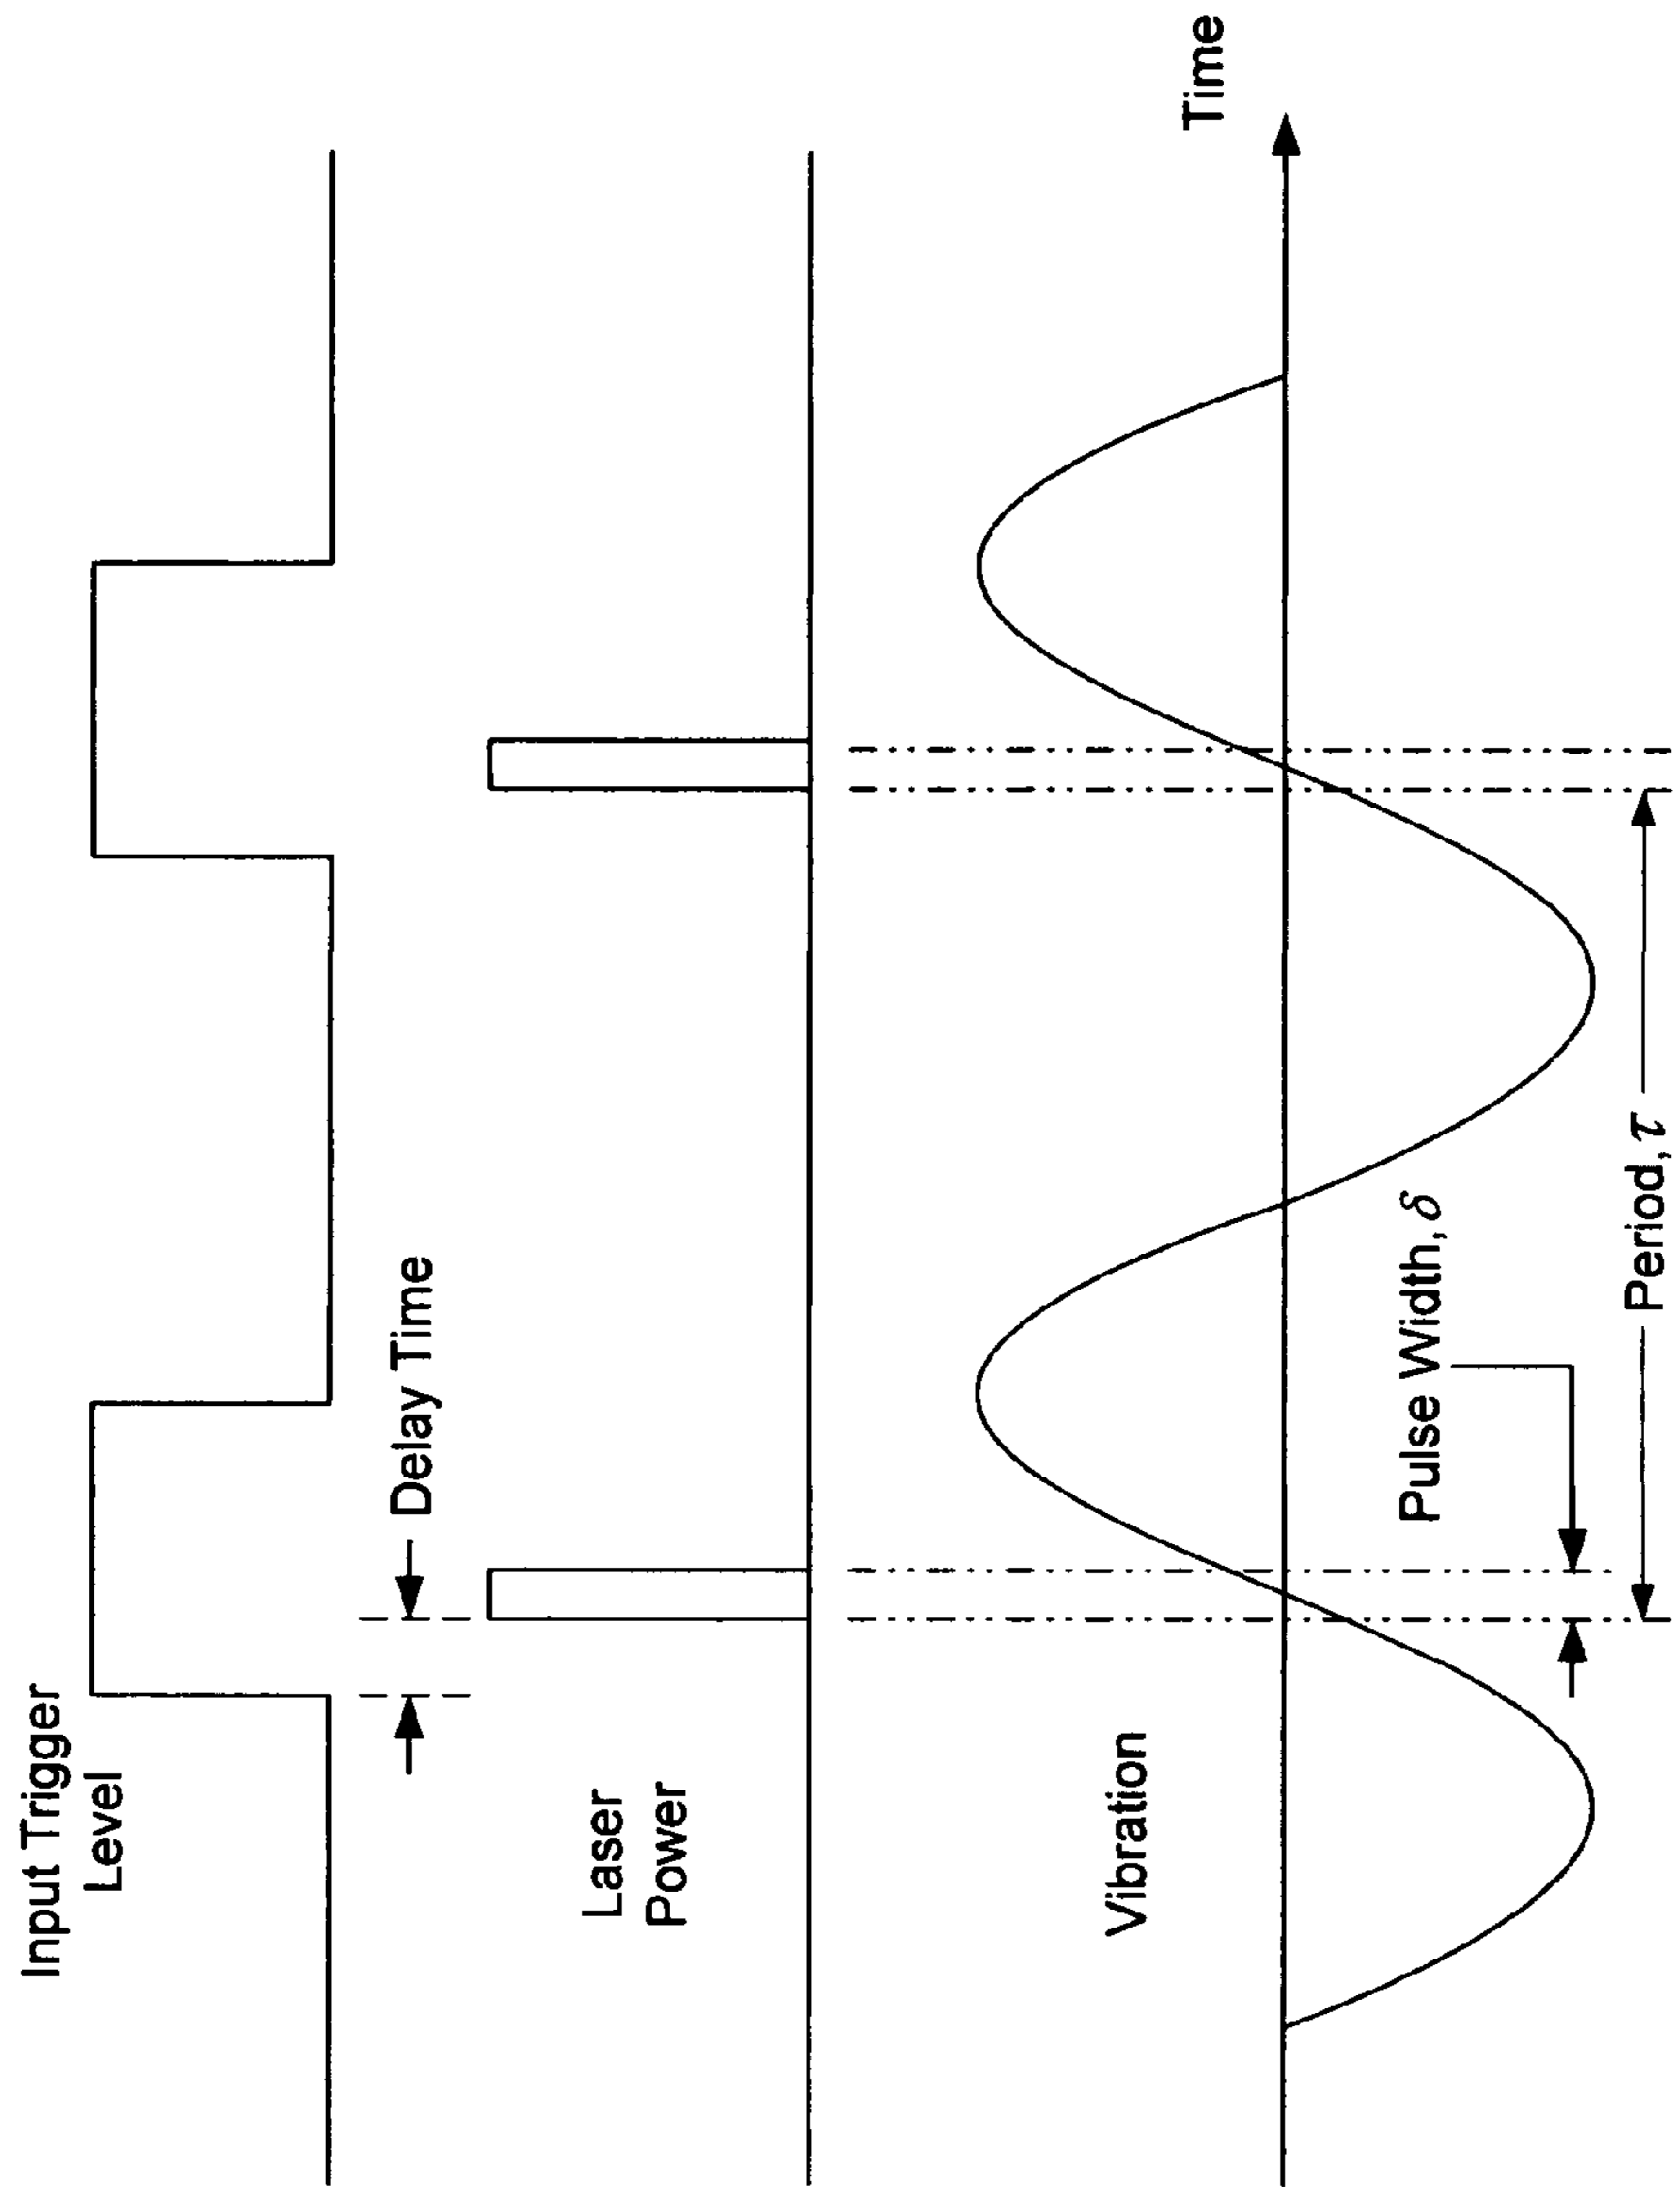 Input Trigger
Level
Delay Time
Laser
Power
Vibration
Time
Pulse Width, δ
Period, τ